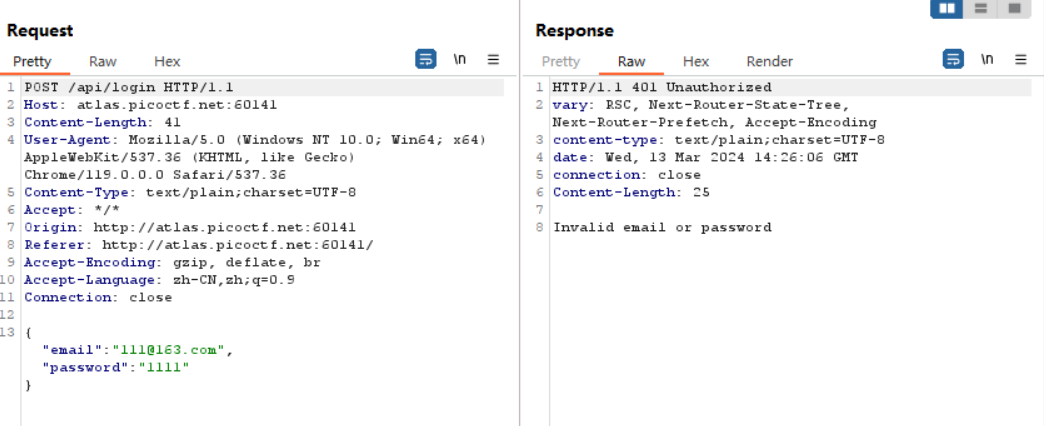 Request
Pretty Raw Hex \n
1 POST /api/login HTTP/1.1
2 Host: atlas.picoctf.net:60141
3 Content-Length: 41
4 User-Agent: Mozilla/5.0 (Windows NT 10.0; Win64; x64)
AppleWebKit/537.36 (KHTML, like Gecko)
Chrome/119.0.0.0 Safari/537.36
5 Content-Type: text/plain;charset=UTF-8
6 Accept: */*
7 Origin: http://atlas.picoctf.net:60141
8 Referer: http://atlas.picoctf.net:60141/
9 Accept-Encoding: gzip, deflate, br
10 Accept-Language: zh-CN,zh;q=0.9
11 Connection: close
12
13 {
"email":"111@163.com",
"password":"1111"
}
Response
Pretty Raw Hex Render \n
1 HTTP/1.1 401 Unauthorized
2 vary: RSC, Next-Router-State-Tree,
Next-Router-Prefetch, Accept-Encoding
3 content-type: text/plain;charset=UTF-8
4 date: Wed, 13 Mar 2024 14:26:06 GMT
5 connection: close
6 Content-Length: 25
7
8 Invalid email or password